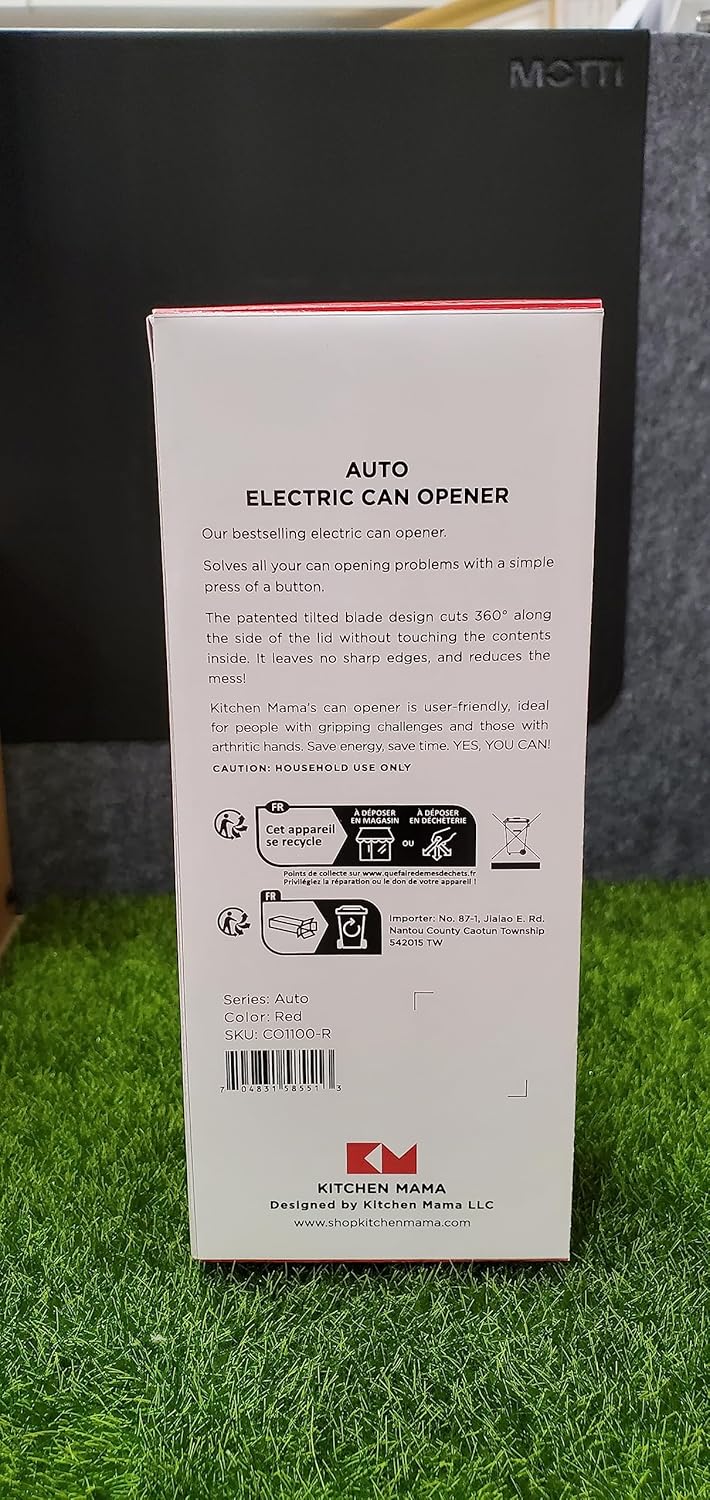 MOTTI
AUTO
ELECTRIC CAN OPENER
Our bestselling electric can opener.
Solves all your can opening problems with a simple
press of a button.
The patented tilted blade design cuts 360° along
the side of the lid without touching the contents
inside. It leaves no sharp edges, and reduces the
mess!
Kitchen Mama's can opener is user-friendly, ideal
for people with gripping challenges and those with
arthritic hands. Save energy, save time. YES, YOU CAN!
CAUTION: HOUSEHOLD USE ONLY
FR
Cet appareil
se recycle
À DÉPOSER
EN MAGASIN
OU
À DÉPOSER
EN DÉCHÈTERIE
Points de collecte sur www.quefairedemesdechets.fr
Privilégiez la réparation ou le don de votre appareil !
FR
Importer: No. 87-1, Jialao E. Rd.
Nantou County Caotun Township
542015 TW
Series: Auto
Color: Red
SKU: CO1100-R
7 04831 58551 3
KM
KITCHEN MAMA
Designed by Kitchen Mama LLC
www.shopkitchenmama.com